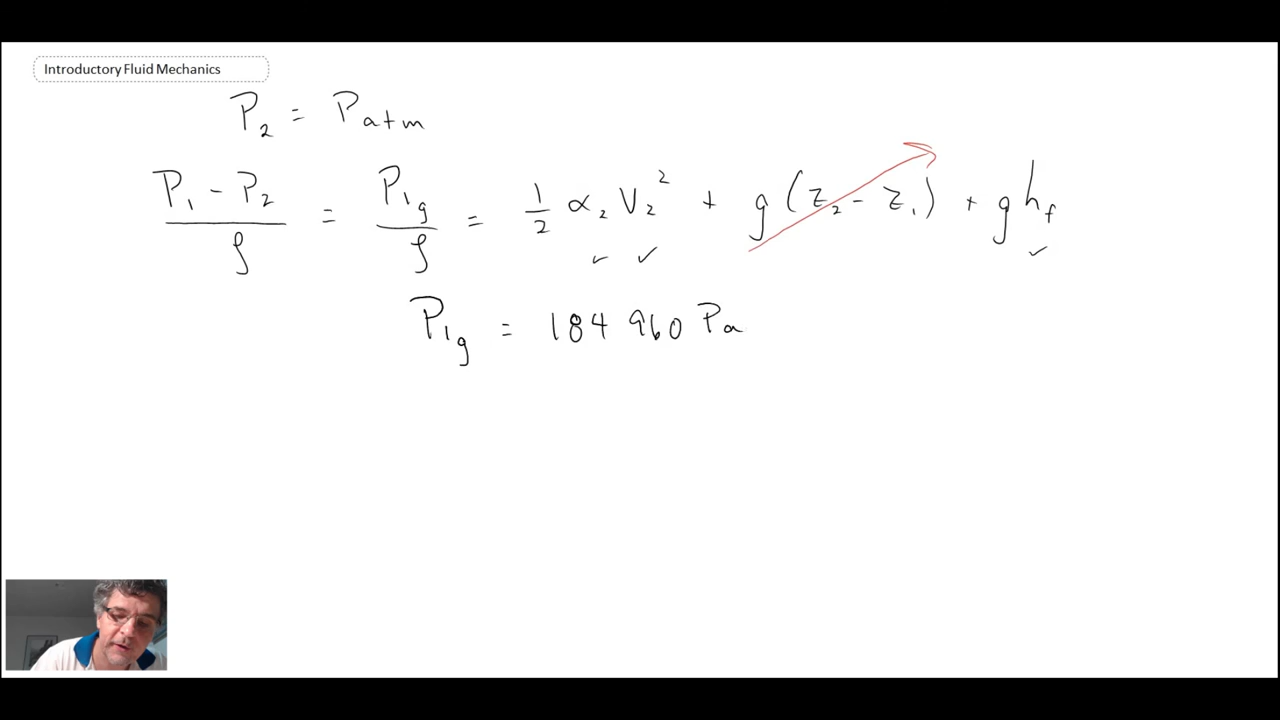 Introductory Fluid Mechanics
P₂ = Patm
(P₁ - P₂)/ρ = P₁g/ρ = 1/2 α₂ V₂² + g (z₂ - z₁) + g hf
✓ ✓ ✓
P₁g = 184 960 Pa